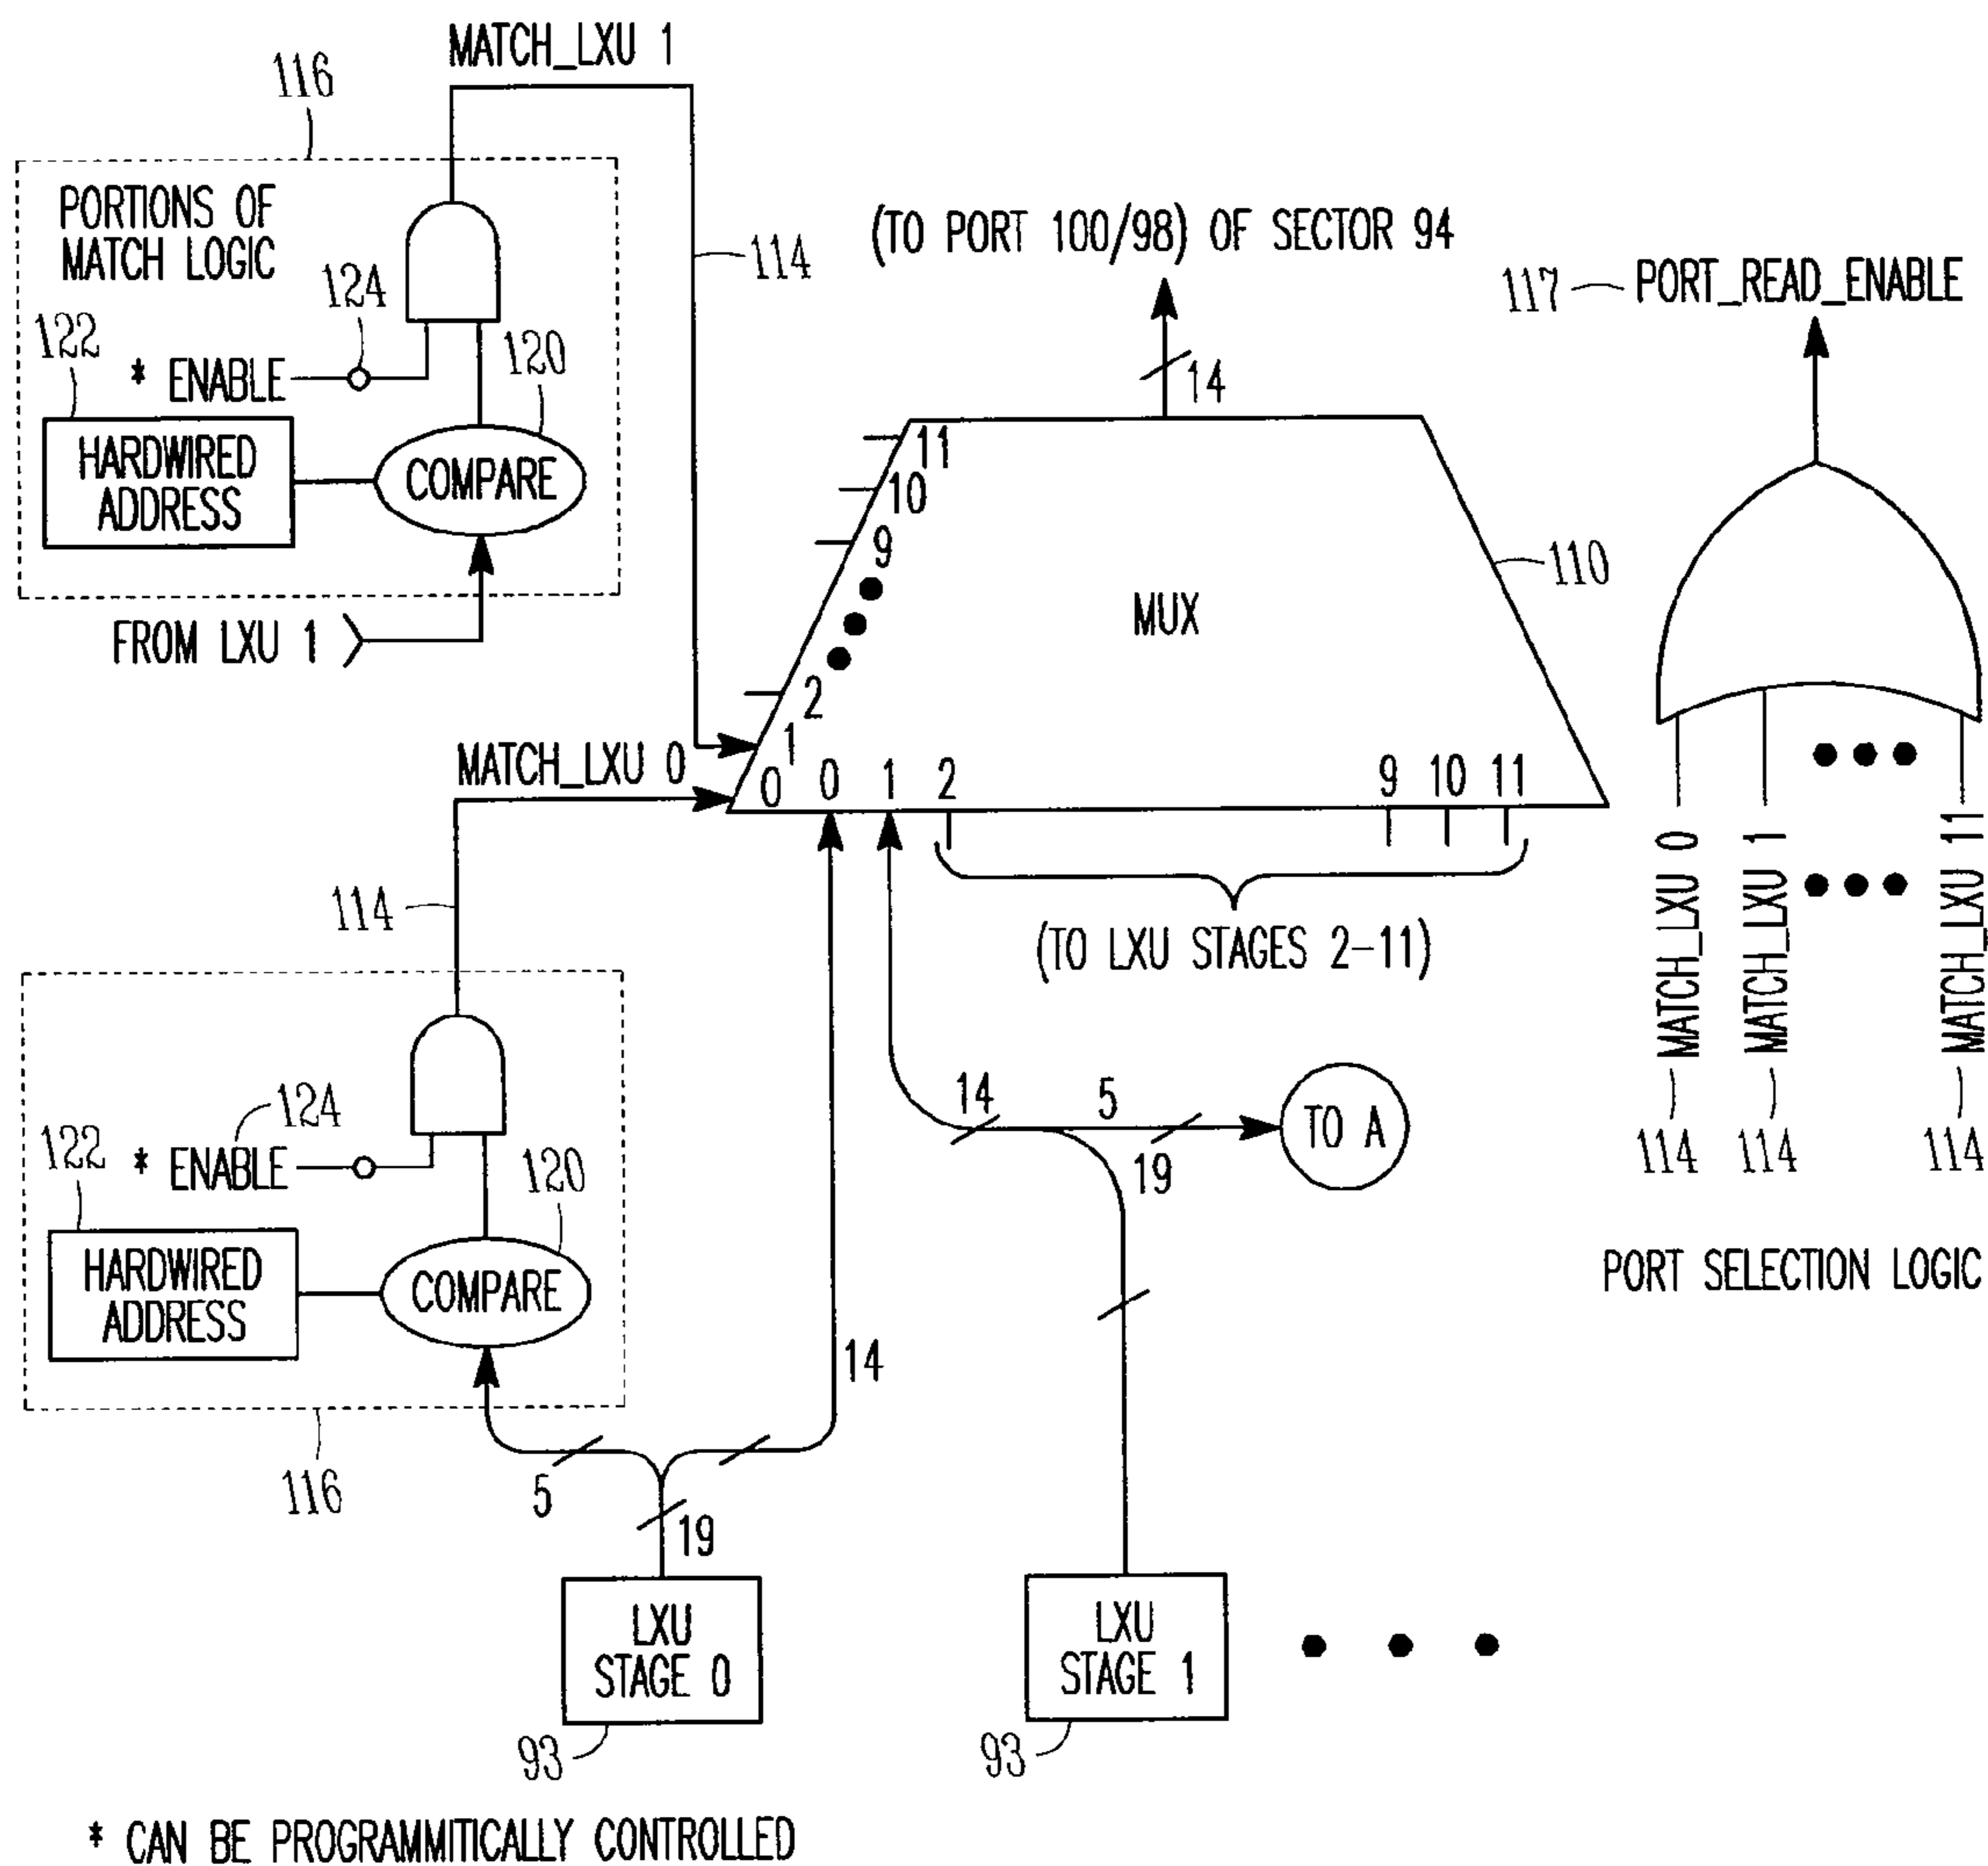 MATCH_LXU 1
116
PORTIONS OF
MATCH LOGIC
124
122
* ENABLE
120
HARDWIRED
ADDRESS
COMPARE
FROM LXU 1
114
(TO PORT 100/98) OF SECTOR 94
14
117
PORT_READ_ENABLE
11
10
9
2
1
0
MUX
110
MATCH_LXU 0
0
1
2
9
10
11
(TO LXU STAGES 2-11)
MATCH_LXU 0
MATCH_LXU 1
MATCH_LXU 11
114
114
114
PORT SELECTION LOGIC
114
124
122
* ENABLE
120
HARDWIRED
ADDRESS
COMPARE
116
5
19
14
14
5
19
TO A
LXU
STAGE 0
93
LXU
STAGE 1
93
* CAN BE PROGRAMMITICALLY CONTROLLED